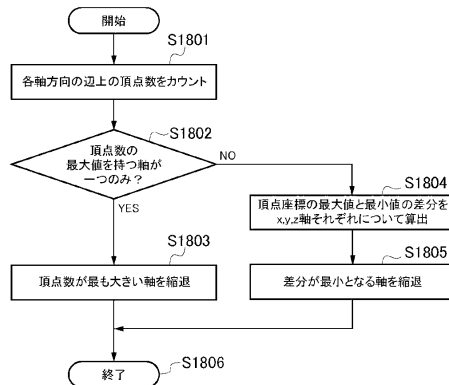 開始
S1801
各軸方向の辺上の頂点数をカウント
S1802
頂点数の
最大値を持つ軸が
一つのみ？
NO
YES
S1804
頂点座標の最大値と最小値の差分を
x,y,z軸それぞれについて算出
S1803
頂点数が最も大きい軸を縮退
S1805
差分が最小となる軸を縮退
終了
S1806